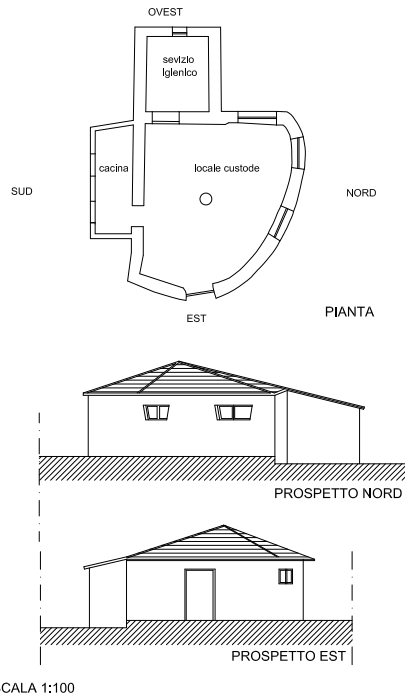 OVEST
sevizio
igienico
cacina
locale custode
SUD
NORD
EST
PIANTA
PROSPETTO NORD
PROSPETTO EST
CALA 1:100